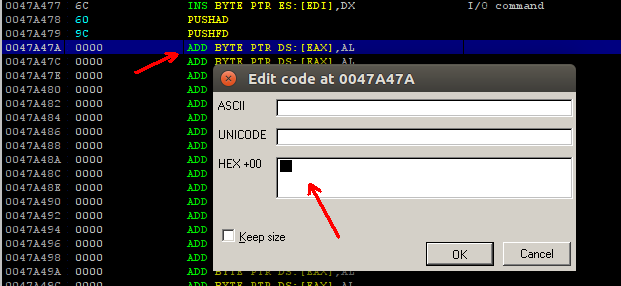 0047A477 6C INS BYTE PTR ES:[EDI],DX I/O command
0047A478 60 PUSHAD
0047A479 9C PUSHFD
0047A47A 0000 ADD BYTE PTR DS:[EAX],AL
0047A47C 0000 ADD BYTE PTR DS:[EAX],AL
0047A47E 0000 ADD
0047A480 0000 ADD
0047A482 0000 ADD
0047A484 0000 ADD
0047A486 0000 ADD
0047A488 0000 ADD
0047A48A 0000 ADD
0047A48C 0000 ADD
0047A48E 0000 ADD
0047A490 0000 ADD
0047A492 0000 ADD
0047A494 0000 ADD
0047A496 0000 ADD
0047A498 0000 ADD
0047A49A 0000 ADD BYTE PTR DS:[EAX],AL
0047A49C 0000 ADD BYTE PTR DS:[EAX],AL
Edit code at 0047A47A
ASCII
UNICODE
HEX +00
Keep size
OK Cancel